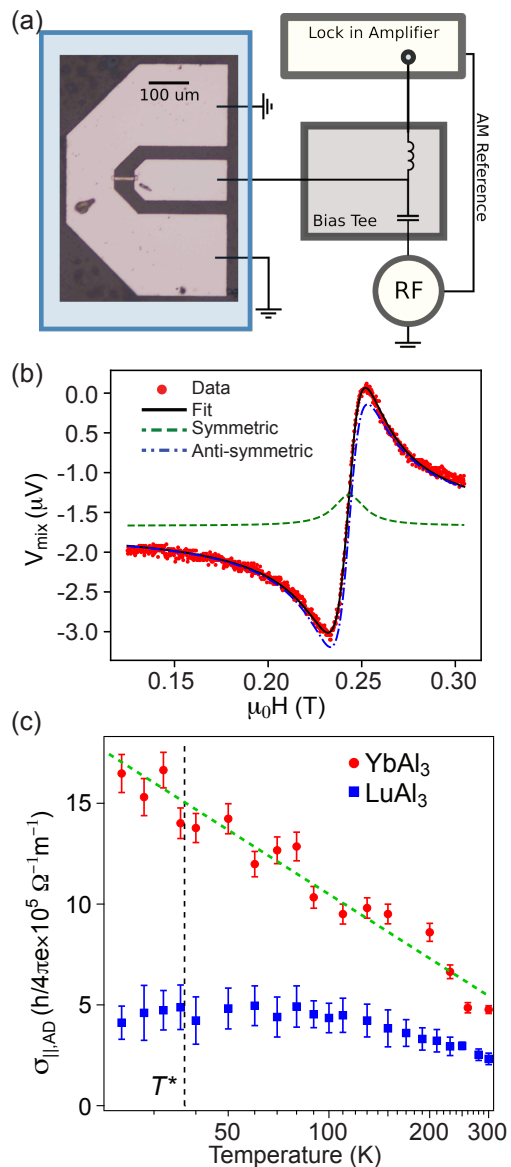 (a)
Lock in Amplifier
100 um
AM Reference
Bias Tee
RF
(b)
Data
Fit
Symmetric
Anti-symmetric
0.0
-0.5
-1.0
-1.5
-2.0
-2.5
-3.0
V_mix (μV)
0.15 0.20 0.25 0.30
μ₀H (T)
(c)
YbAl₃
LuAl₃
15
10
5
0
σ_||,AD (h/4πe×10⁵ Ω⁻¹m⁻¹)
T*
50 100 200 300
Temperature (K)